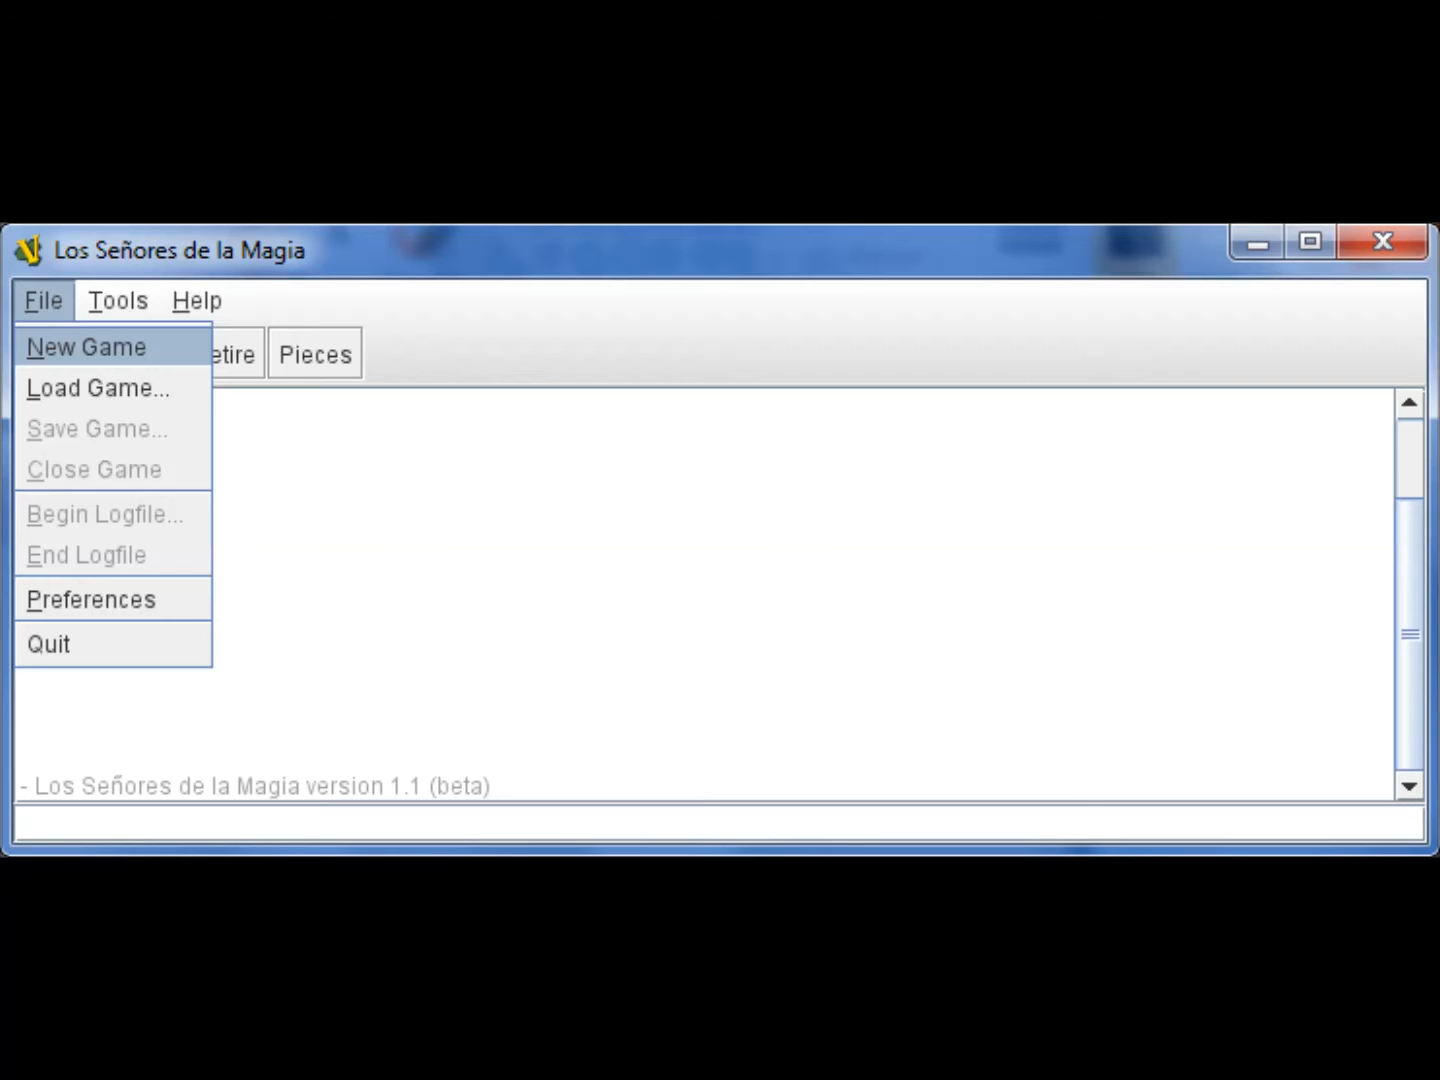 Los Señores de la Magia
File Tools Help
New Game
etire Pieces
Load Game...
Save Game...
Close Game
Begin Logfile...
End Logfile
Preferences
Quit
- Los Señores de la Magia version 1.1 (beta)